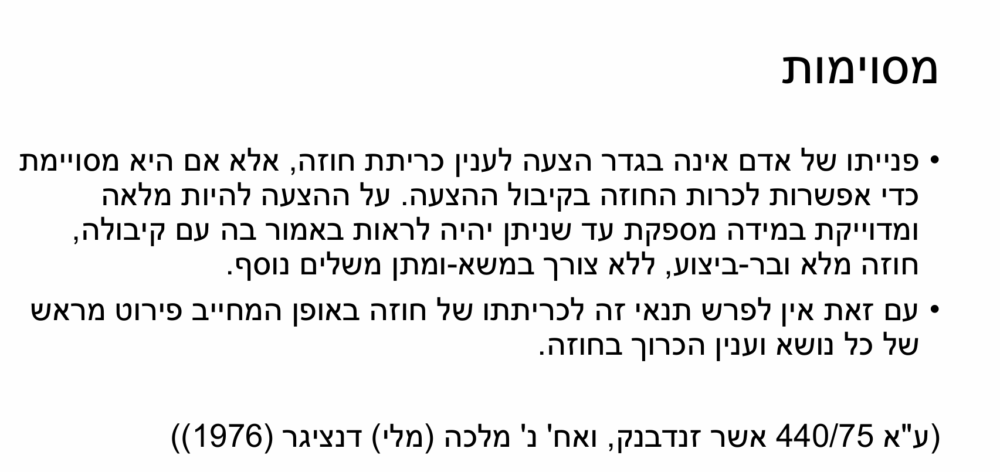 מסוימות
• פנייתו של אדם אינה בגדר הצעה לענין כריתת חוזה, אלא אם היא מסויימת
כדי אפשרות לכרות החוזה בקיבול ההצעה. על ההצעה להיות מלאה
ומדוייקת במידה מספקת עד שניתן יהיה לראות באמור בה עם קיבולה,
חוזה מלא ובר-ביצוע, ללא צורך במשא-ומתן משלים נוסף.
• עם זאת אין לפרש תנאי זה לכריתתו של חוזה באופן המחייב פירוט מראש
של כל נושא וענין הכרוך בחוזה.
(ע"א 440/75 אשר זנדבנק, ואח' נ' מלכה (מלי) דנציגר (1976))